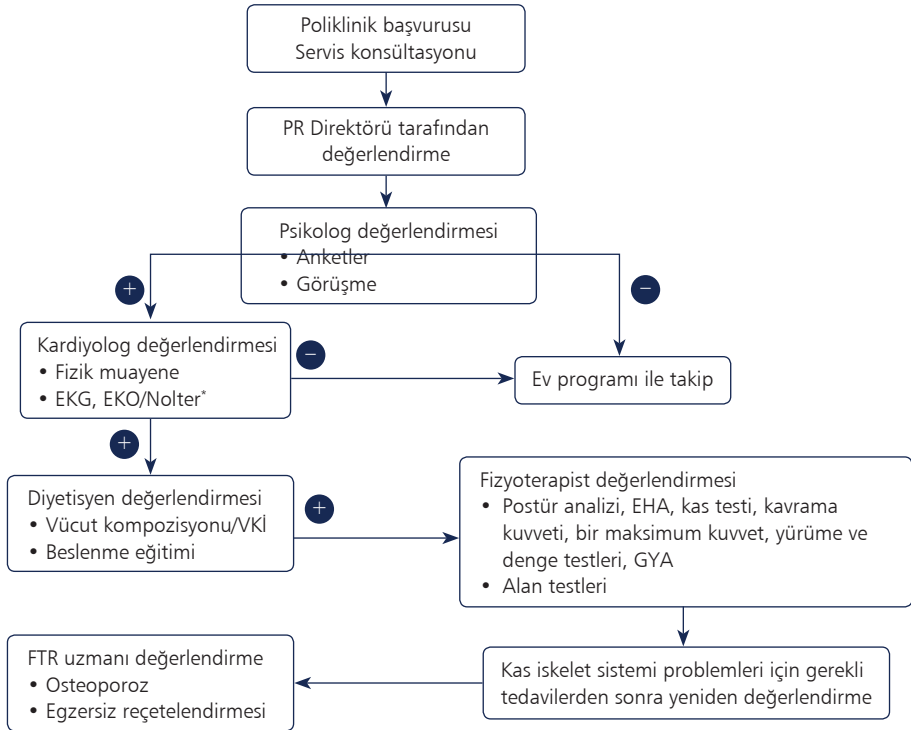 Poliklinik başvurusu
Servis konsültasyonu
PR Direktörü tarafından
değerlendirme
Psikolog değerlendirmesi
• Anketler
• Görüşme
+
−
Kardiyolog değerlendirmesi
• Fizik muayene
• EKG, EKO/Nolter*
−
Ev programı ile takip
+
Diyetisyen değerlendirmesi
• Vücut kompozisyonu/VKİ
• Beslenme eğitimi
+
Fizyoterapist değerlendirmesi
• Postür analizi, EHA, kas testi, kavrama
kuvveti, bir maksimum kuvvet, yürüme ve
denge testleri, GYA
• Alan testleri
Kas iskelet sistemi problemleri için gerekli
tedavilerden sonra yeniden değerlendirme
FTR uzmanı değerlendirme
• Osteoporoz
• Egzersiz reçetelendirmesi